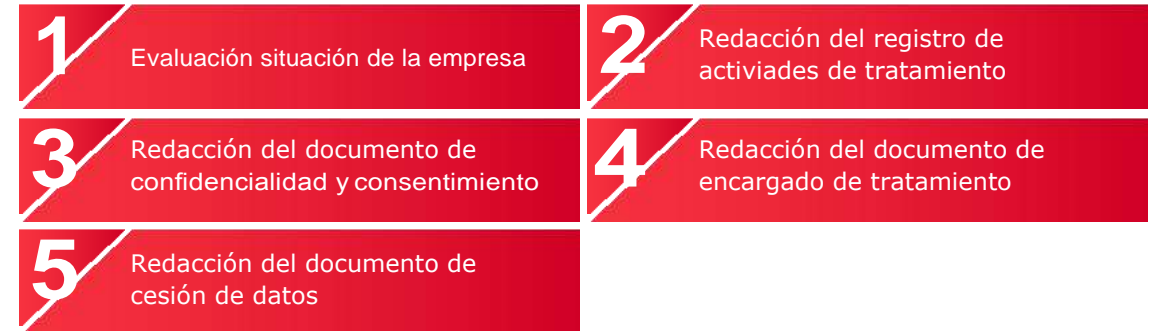 1
Evaluación situación de la empresa
2
Redacción del registro de
activiades de tratamiento
3
Redacción del documento de
confidencialidad y consentimiento
4
Redacción del documento de
encargado de tratamiento
5
Redacción del documento de
cesión de datos